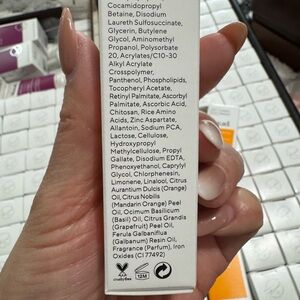 Cocamidopropyl
Betaine, Disodium
Laureth Sulfosuccinate,
Glycerin, Butylene
Glycol, Aminomethyl
Propanol, Polysorbate
20, Acrylates/C10-30
Alkyl Acrylate
Crosspolymer,
Panthenol, Phospholipids,
Tocopheryl Acetate,
Retinyl Palmitate, Ascorbyl
Palmitate, Ascorbic Acid,
Chitosan, Rice Amino
Acids, Zinc Aspartate,
Allantoin, Sodium PCA,
Lactose, Cellulose,
Hydroxypropyl
Methylcellulose, Propyl
Gallate, Disodium EDTA,
Phenoxyethanol, Caprylyl
Glycol, Chlorphenesin,
Limonene, Linalool, Citrus
Aurantium Dulcis (Orange)
Oil, Citrus Nobilis
(Mandarin Orange) Peel
Oil, Ocimum Basilicum
(Basil) Oil, Citrus Grandis
(Grapefruit) Peel Oil,
Ferula Galbaniflua
(Galbanum) Resin Oil,
Fragrance (Parfum), Iron
Oxides (CI 77492)
crueltyfree
12M